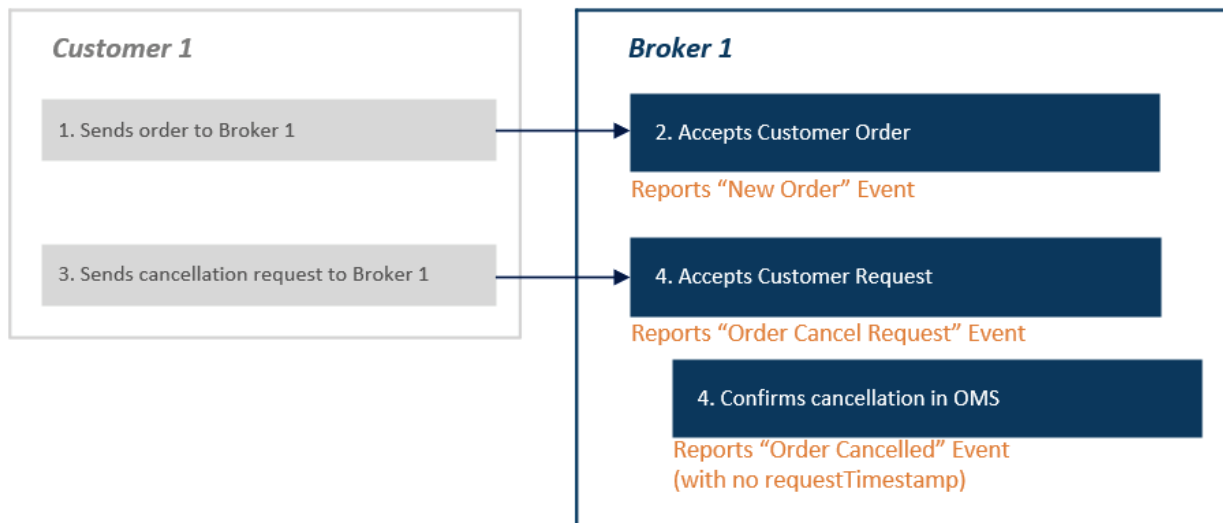 Customer 1
1. Sends order to Broker 1
3. Sends cancellation request to Broker 1
Broker 1
2. Accepts Customer Order
Reports “New Order” Event
4. Accepts Customer Request
Reports “Order Cancel Request” Event
4. Confirms cancellation in OMS
Reports “Order Cancelled” Event
(with no requestTimestamp)